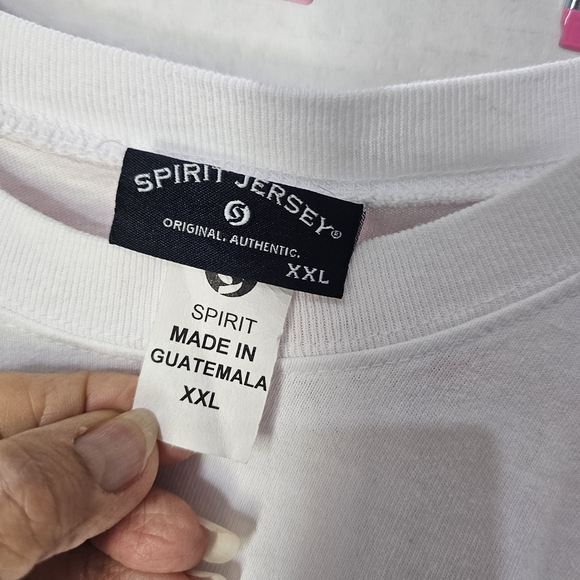 SPIRIT JERSEY®
ORIGINAL. AUTHENTIC.
XXL
SPIRIT
MADE IN
GUATEMALA
XXL